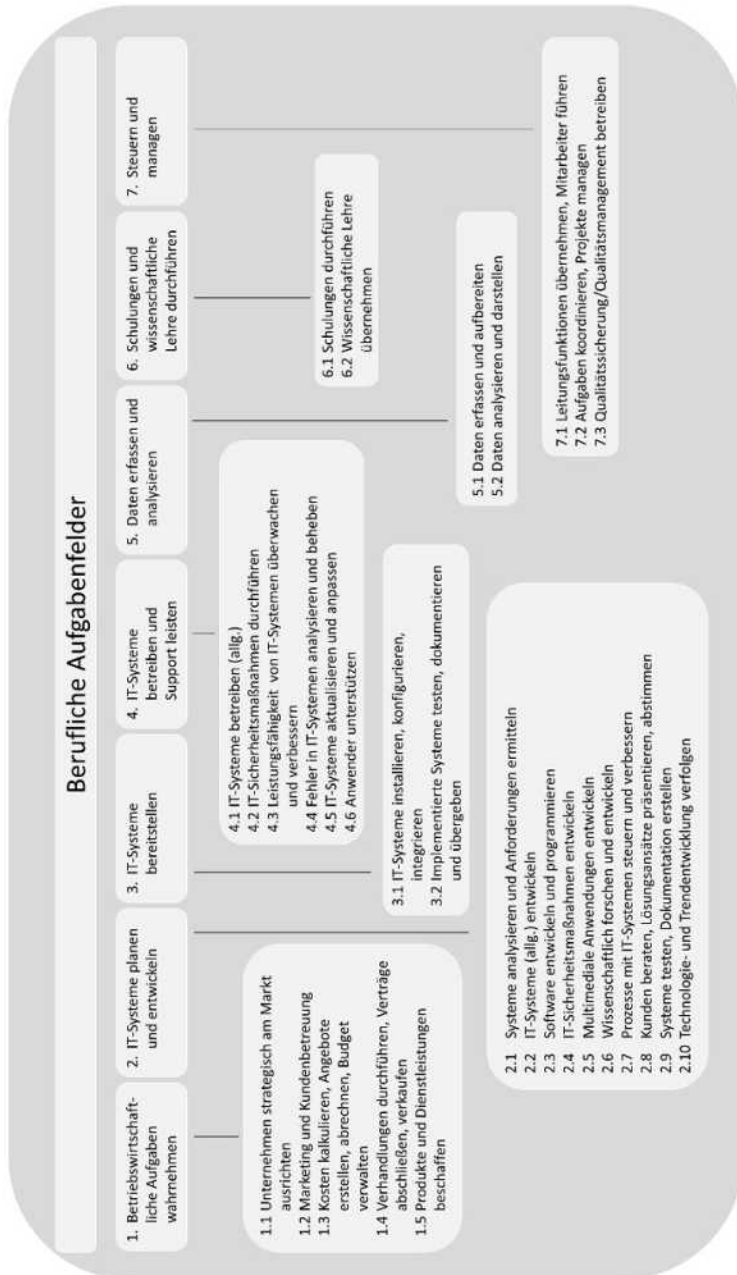 Berufliche Aufgabenfelder
1. Betriebswirtschaft-
liche Aufgaben
wahrnehmen
2. IT-Systeme planen
und entwickeln
3. IT-Systeme
bereitstellen
4. IT-Systeme
betreiben und
Support leisten
5. Daten erfassen und
analysieren
6. Schulungen und
wissenschaftliche
Lehre durchführen
7. Steuern und
managen
1.1 Unternehmen strategisch am Markt
ausrichten
1.2 Marketing und Kundenbetreuung
1.3 Kosten kalkulieren, Angebote
erstellen, abrechnen, Budget
verwalten
1.4 Verhandlungen durchführen, Verträge
abschließen, verkaufen
1.5 Produkte und Dienstleistungen
beschaffen
2.1 Systeme analysieren und Anforderungen ermitteln
2.2 IT-Systeme (allg.) entwickeln
2.3 Software entwickeln und programmieren
2.4 IT-Sicherheitsmaßnahmen entwickeln
2.5 Multimediale Anwendungen entwickeln
2.6 Wissenschaftlich forschen und entwickeln
2.7 Prozesse mit IT-Systemen steuern und verbessern
2.8 Kunden beraten, Lösungsansätze präsentieren, abstimmen
2.9 Systeme testen, Dokumentation erstellen
2.10 Technologie- und Trendentwicklung verfolgen
3.1 IT-Systeme installieren, konfigurieren,
integrieren
3.2 Implementierte Systeme testen, dokumentieren
und übergeben
4.1 IT-Systeme betreiben (allg.)
4.2 IT-Sicherheitsmaßnahmen durchführen
4.3 Leistungsfähigkeit von IT-Systemen überwachen
und verbessern
4.4 Fehler in IT-Systemen analysieren und beheben
4.5 IT-Systeme aktualisieren und anpassen
4.6 Anwender unterstützen
5.1 Daten erfassen und aufbereiten
5.2 Daten analysieren und darstellen
6.1 Schulungen durchführen
6.2 Wissenschaftliche Lehre
übernehmen
7.1 Leitungsfunktionen übernehmen, Mitarbeiter führen
7.2 Aufgaben koordinieren, Projekte managen
7.3 Qualitätssicherung/Qualitätsmanagement betreiben